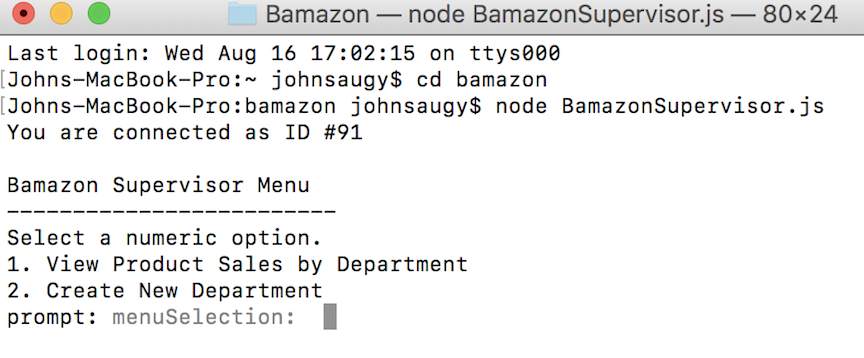 Bamazon — node BamazonSupervisor.js — 80×24
Last login: Wed Aug 16 17:02:15 on ttys000
[Johns-MacBook-Pro:~ johnsaugy$ cd bamazon
[Johns-MacBook-Pro:bamazon johnsaugy$ node BamazonSupervisor.js
You are connected as ID #91
Bamazon Supervisor Menu
-------------------------
Select a numeric option.
1. View Product Sales by Department
2. Create New Department
prompt: menuSelection: